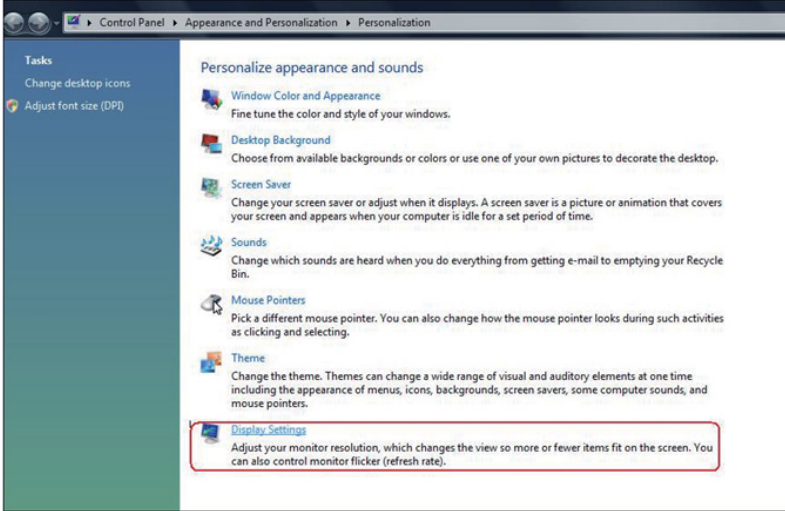 Control Panel ▸ Appearance and Personalization ▸ Personalization
Tasks
Change desktop icons
Adjust font size (DPI)
Personalize appearance and sounds
Window Color and Appearance
Fine tune the color and style of your windows.
Desktop Background
Choose from available backgrounds or colors or use one of your own pictures to decorate the desktop.
Screen Saver
Change your screen saver or adjust when it displays. A screen saver is a picture or animation that covers
your screen and appears when your computer is idle for a set period of time.
Sounds
Change which sounds are heard when you do everything from getting e-mail to emptying your Recycle
Bin.
Mouse Pointers
Pick a different mouse pointer. You can also change how the mouse pointer looks during such activities
as clicking and selecting.
Theme
Change the theme. Themes can change a wide range of visual and auditory elements at one time
including the appearance of menus, icons, backgrounds, screen savers, some computer sounds, and
mouse pointers.
Display Settings
Adjust your monitor resolution, which changes the view so more or fewer items fit on the screen. You
can also control monitor flicker (refresh rate).